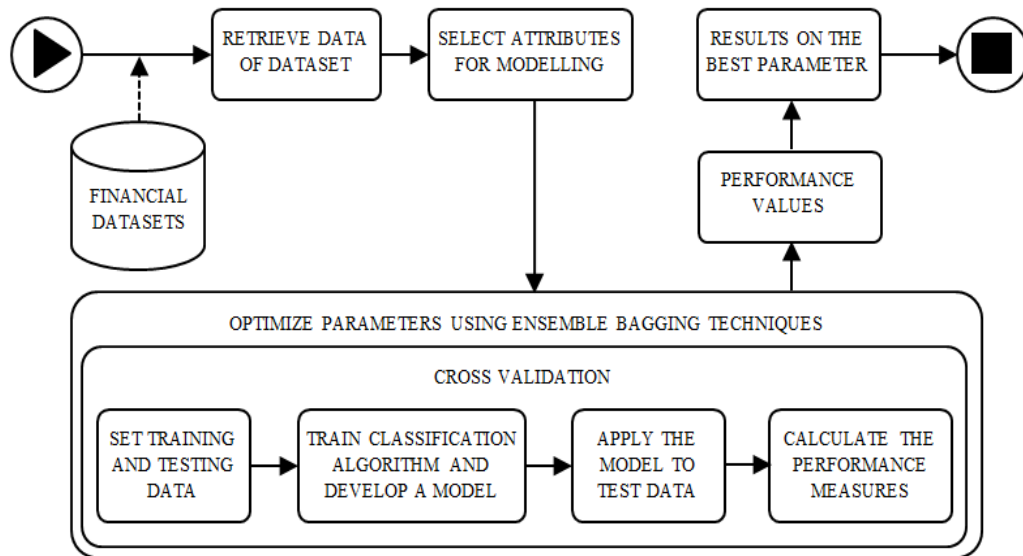 RETRIEVE DATA
OF DATASET
SELECT ATTRIBUTES
FOR MODELLING
RESULTS ON THE
BEST PARAMETER
FINANCIAL
DATASETS
PERFORMANCE
VALUES
OPTIMIZE PARAMETERS USING ENSEMBLE BAGGING TECHNIQUES
CROSS VALIDATION
SET TRAINING
AND TESTING
DATA
TRAIN CLASSIFICATION
ALGORITHM AND
DEVELOP A MODEL
APPLY THE
MODEL TO
TEST DATA
CALCULATE THE
PERFORMANCE
MEASURES